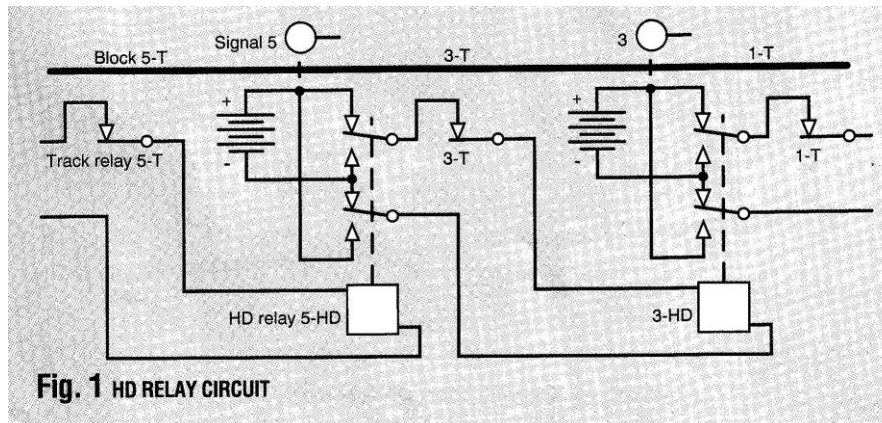 Signal 5
3
Block 5-T
3-T
1-T
+
-
+
-
Track relay 5-T
3-T
1-T
HD relay 5-HD
3-HD
Fig. 1 HD RELAY CIRCUIT